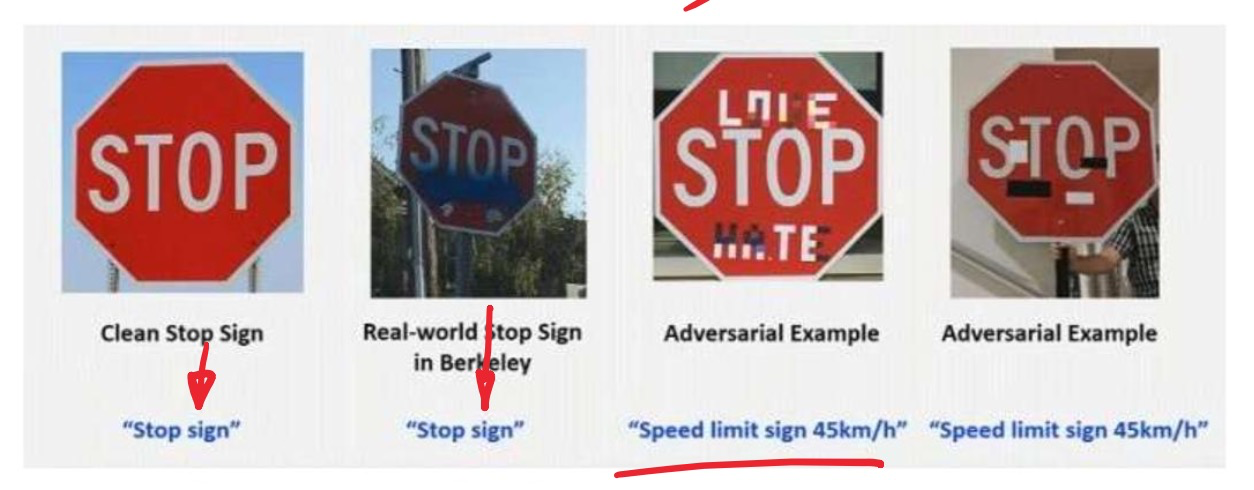 STOP
STOP
LOVE
STOP
HATE
STOP
Clean Stop Sign
Real-world Stop Sign
in Berkeley
Adversarial Example
Adversarial Example
"Stop sign"
"Stop sign"
"Speed limit sign 45km/h"
"Speed limit sign 45km/h"